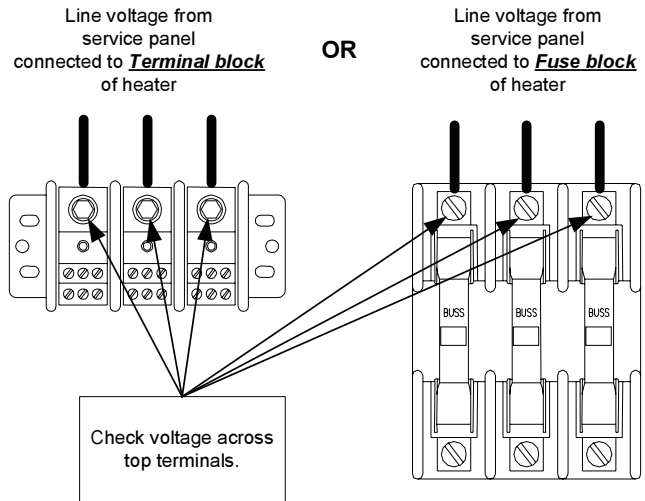 Line voltage from
service panel
connected to Terminal block
of heater
OR
Line voltage from
service panel
connected to Fuse block
of heater
BUSS
BUSS
BUSS
Check voltage across
top terminals.